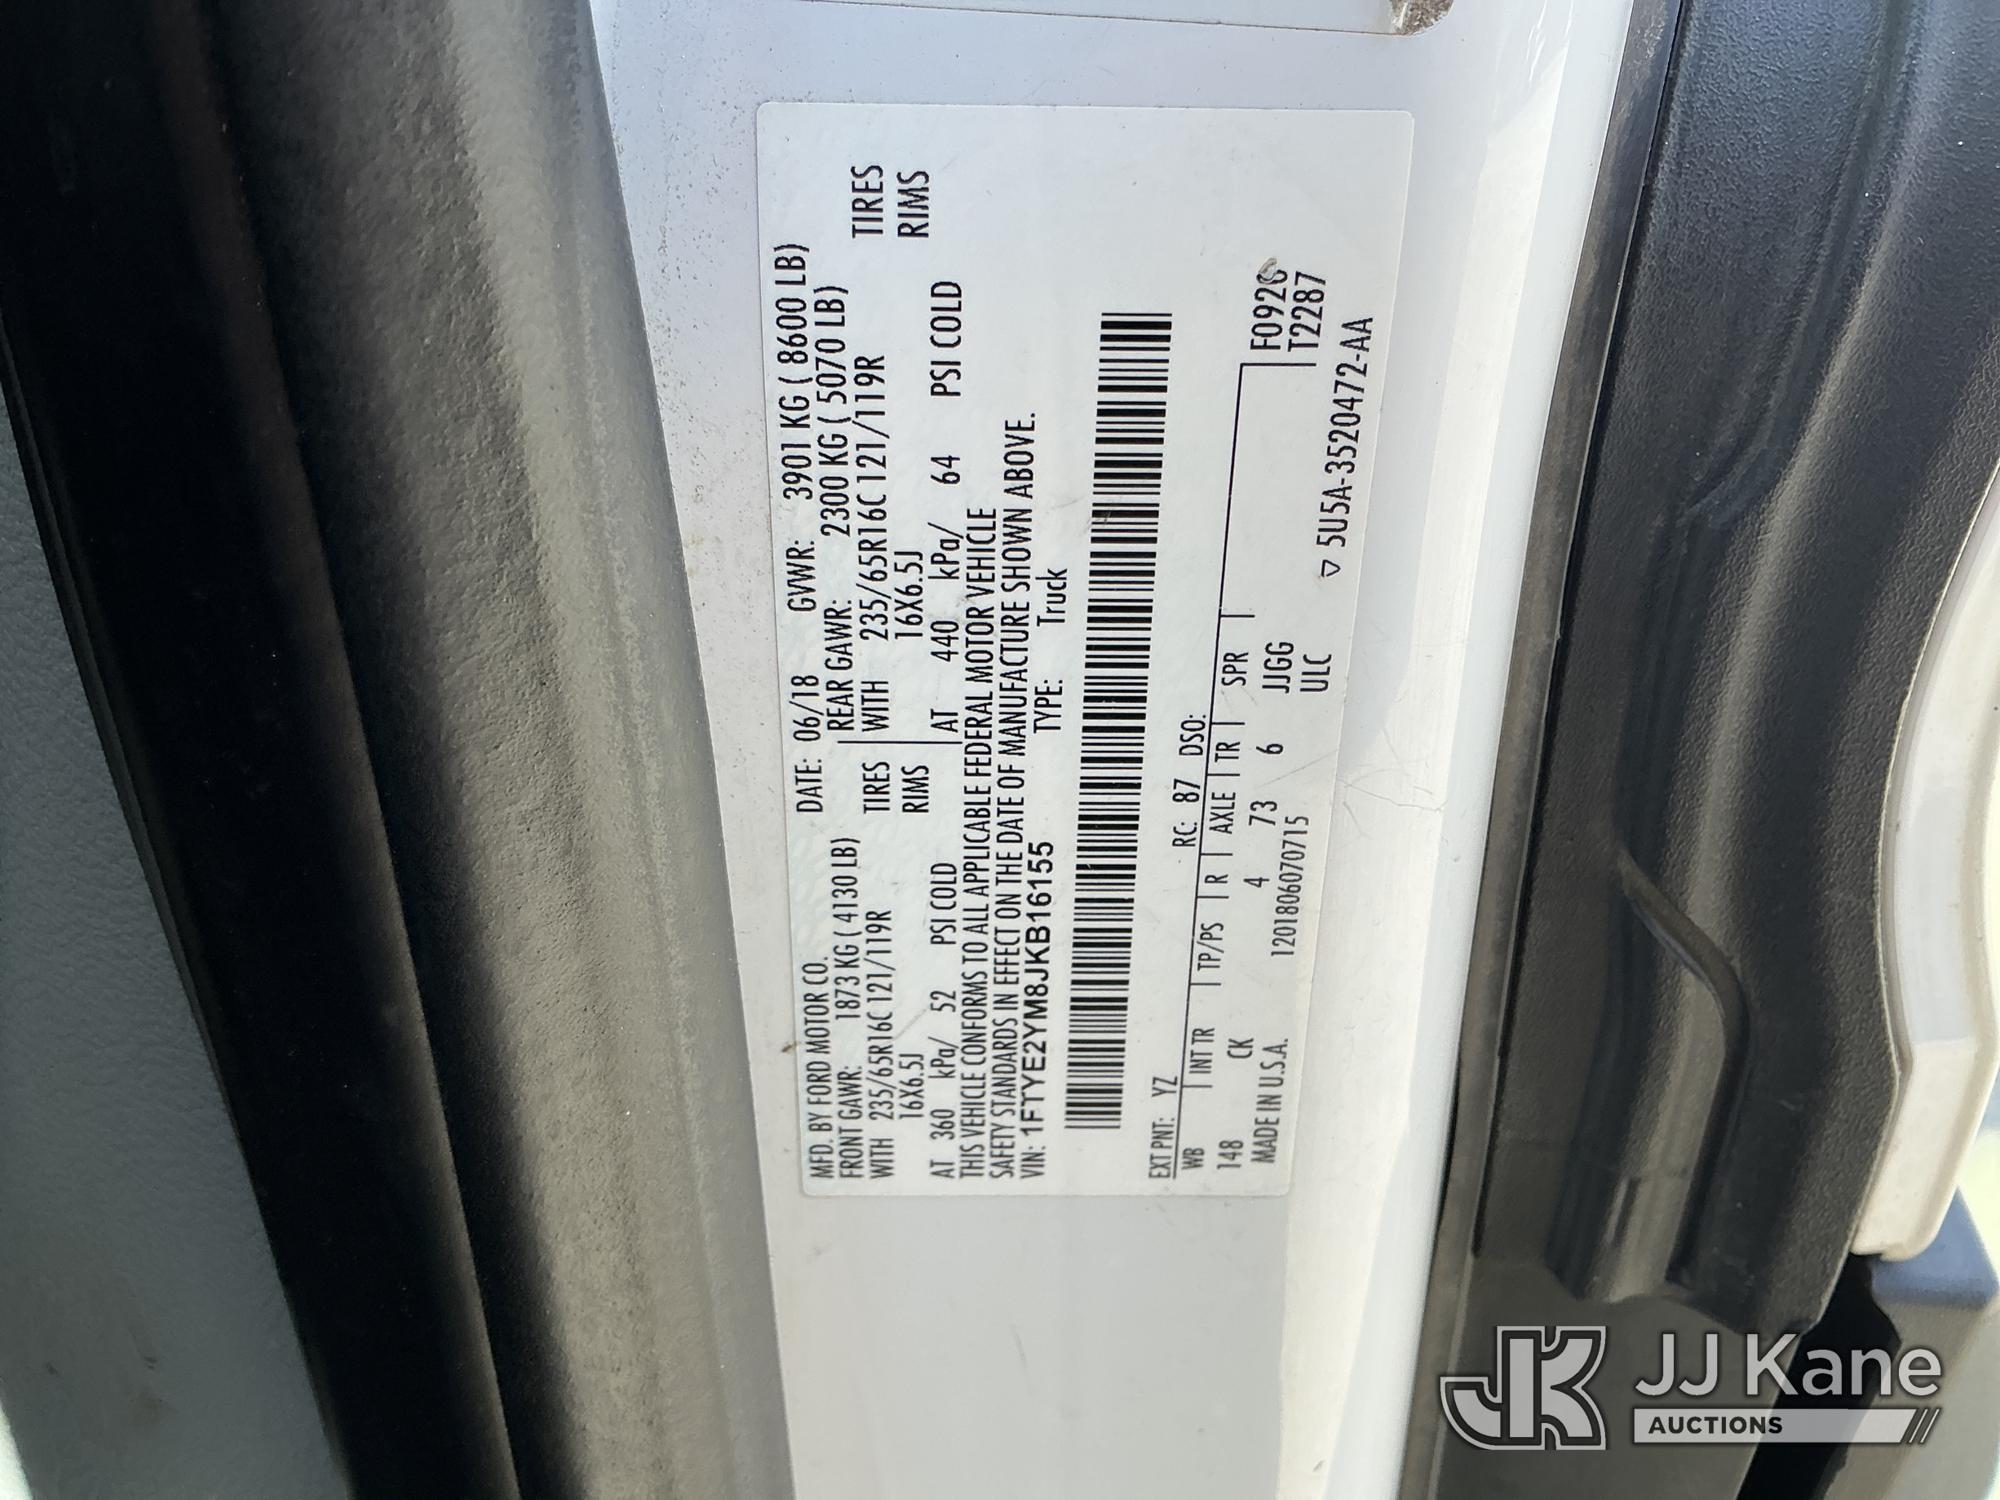 MFD. BY FORD MOTOR CO. DATE: 06/18 GVWR: 3901 KG ( 8600 LB)
FRONT GAWR: 1873 KG ( 4130 LB) REAR GAWR: 2300 KG ( 5070 LB)
WITH 235/65R16C 121/119R TIRES WITH 235/65R16C 121/119R TIRES
16X6.5J RIMS 16X6.5J RIMS
AT 360 kPa/ 52 PSI COLD AT 440 kPa/ 64 PSI COLD
THIS VEHICLE CONFORMS TO ALL APPLICABLE FEDERAL MOTOR VEHICLE
SAFETY STANDARDS IN EFFECT ON THE DATE OF MANUFACTURE SHOWN ABOVE.
VIN: 1FTYE2YM8JKB16155 TYPE: Truck
EXT PNT: YZ RC: 87 DSO:
WB INT TR TP/PS R AXLE TR SPR
148 CK 4 73 6 JJGG
F0926
T2287
MADE IN U.S.A. 1201806070715 ULC
▽ 5U5A-3520472-AA
JK JJ Kane
AUCTIONS